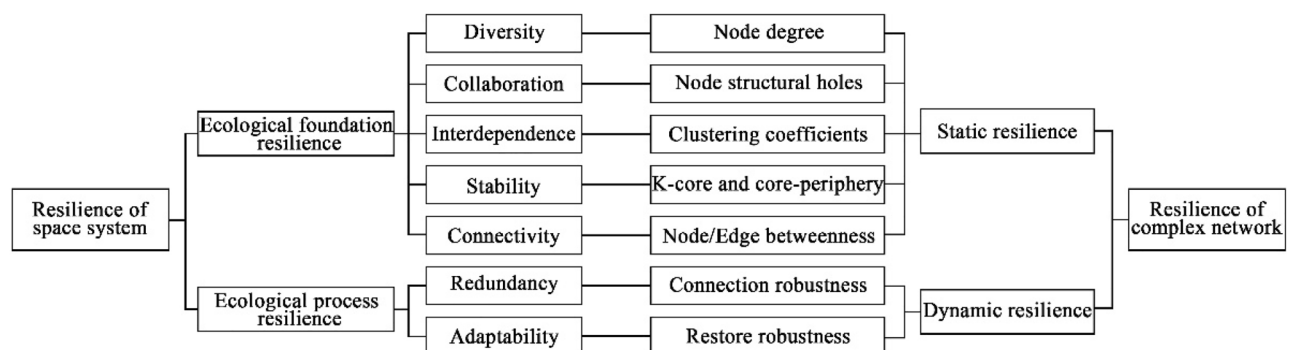 Resilience of
space system
Ecological foundation
resilience
Ecological process
resilience
Diversity
Collaboration
Interdependence
Stability
Connectivity
Redundancy
Adaptability
Node degree
Node structural holes
Clustering coefficients
K-core and core-periphery
Node/Edge betweenness
Connection robustness
Restore robustness
Static resilience
Dynamic resilience
Resilience of
complex network